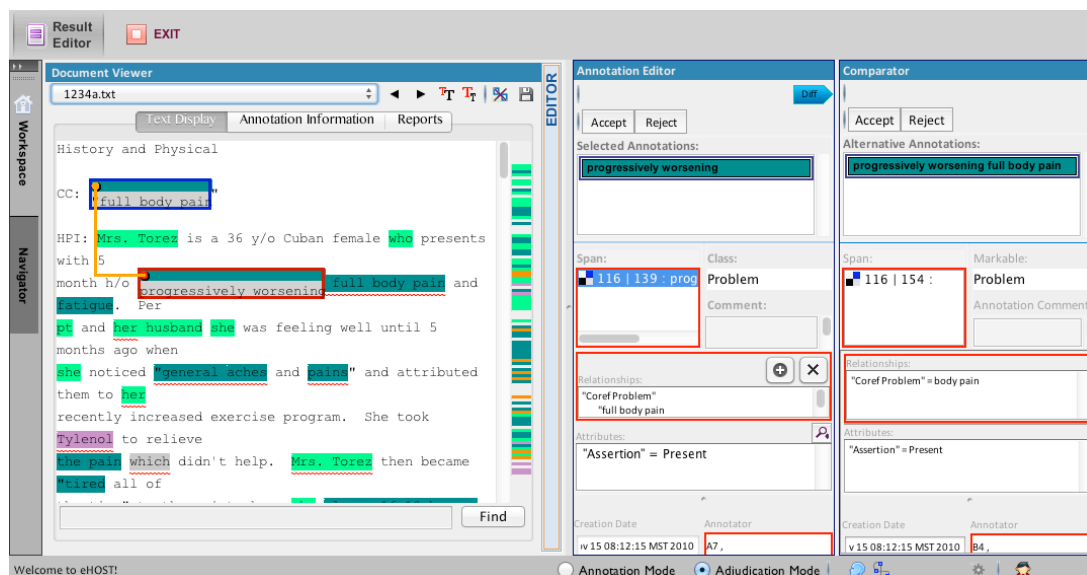 Result
Editor
EXIT
Document Viewer
1234a.txt
Text Display
Annotation Information
Reports
History and Physical
CC: "full body pain"
HPI: Mrs. Torez is a 36 y/o Cuban female who presents
with 5
month h/o progressively worsening full body pain and
fatigue. Per
pt and her husband she was feeling well until 5
months ago when
she noticed "general aches and pains" and attributed
them to her
recently increased exercise program. She took
Tylenol to relieve
the pain which didn't help. Mrs. Torez then became
"tired all of
Find
Workspace
Navigator
EDITOR
Annotation Editor
Diff
Accept
Reject
Selected Annotations:
progressively worsening
Span:
Class:
116 | 139 : prog
Problem
Comment:
Relationships:
"Coref Problem"
"full body pain
Attributes:
"Assertion" = Present
Creation Date
Annotator
v 15 08:12:15 MST 2010
A7 ,
Comparator
Accept
Reject
Alternative Annotations:
progressively worsening full body pain
Span:
Markable:
116 | 154 :
Problem
Annotation Comment
Relationships:
"Coref Problem" = body pain
Attributes:
"Assertion" = Present
Creation Date
Annotator
v 15 08:12:15 MST 2010
B4 ,
Welcome to eHOST!
Annotation Mode
Adjudication Mode